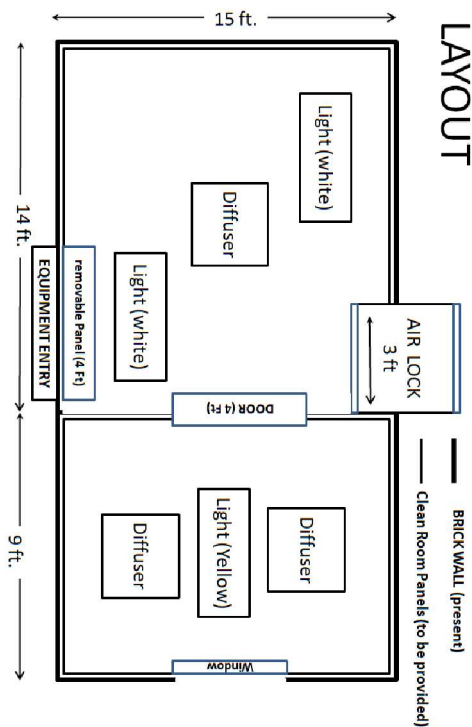 LAYOUT
15 ft.
14 ft.
9 ft.
Light (white)
Diffuser
Light (white)
removable Panel (4 Ft)
EQUIPMENT ENTRY
AIR LOCK
3 ft
DOOR (4 Ft)
Diffuser
Light (Yellow)
Diffuser
Window
BRICK WALL (present)
Clean Room Panels (to be provided)